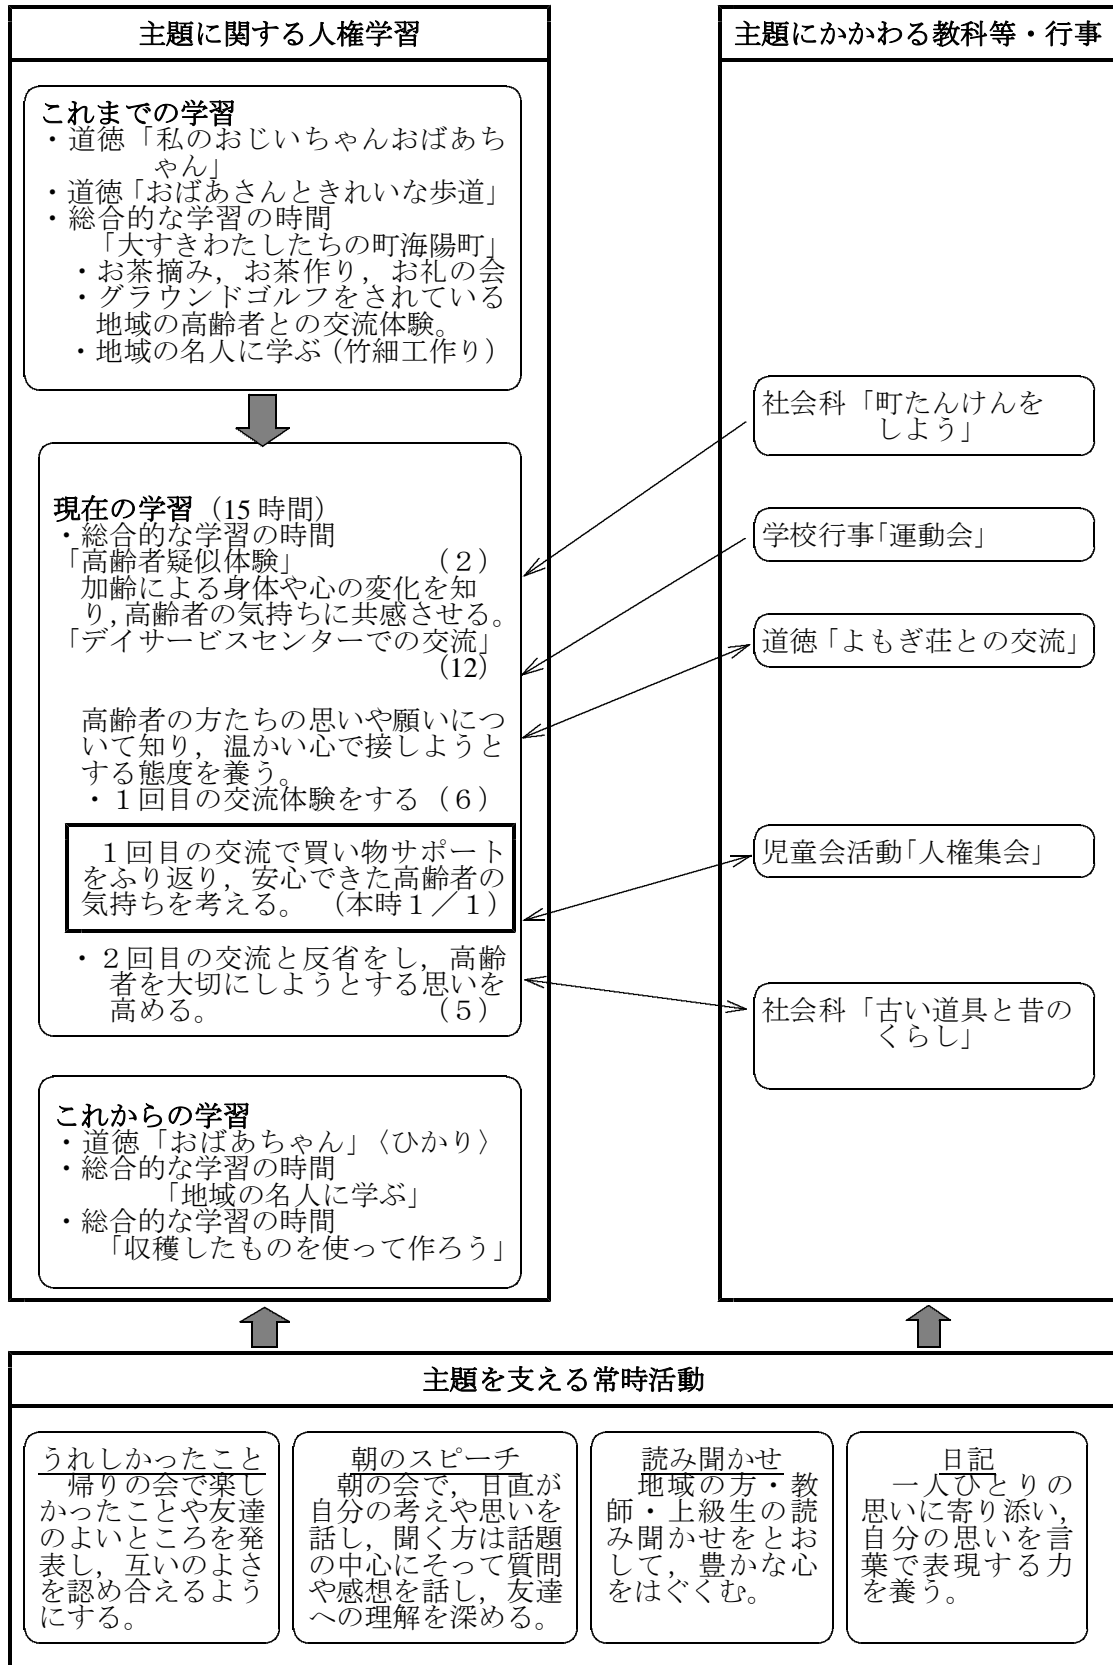 主題に関する人権学習
これまでの学習
・道徳「私のおじいちゃんおばあち
ゃん」
・道徳「おばあさんときれいな歩道」
・総合的な学習の時間
「大すきわたしたちの町海陽町」
・お茶摘み，お茶作り，お礼の会
・グラウンドゴルフをされている
地域の高齢者との交流体験。
・地域の名人に学ぶ（竹細工作り）
現在の学習（15時間）
・総合的な学習の時間
「高齢者疑似体験」　（２）
加齢による身体や心の変化を知
り，高齢者の気持ちに共感させる。
「デイサービスセンターでの交流」
（12）
高齢者の方たちの思いや願いにつ
いて知り，温かい心で接しようと
する態度を養う。
・１回目の交流体験をする（６）
１回目の交流で買い物サポート
をふり返り，安心できた高齢者の
気持ちを考える。　（本時１／１）
・２回目の交流と反省をし，高齢
者を大切にしようとする思いを
高める。　（５）
これからの学習
・道徳「おばあちゃん」〈ひかり〉
・総合的な学習の時間
「地域の名人に学ぶ」
・総合的な学習の時間
「収穫したものを使って作ろう」
主題にかかわる教科等・行事
社会科「町たんけんを
しよう」
学校行事「運動会」
道徳「よもぎ荘との交流」
児童会活動「人権集会」
社会科「古い道具と昔の
くらし」
主題を支える常時活動
うれしかったこと
帰りの会で楽し
かったことや友達
のよいところを発
表し，互いのよさ
を認め合えるよう
にする。
朝のスピーチ
朝の会で，日直が
自分の考えや思いを
話し，聞く方は話題
の中心にそって質問
や感想を話し，友達
への理解を深める。
読み聞かせ
地域の方・教
師・上級生の読
み聞かせをとお
して，豊かな心
をはぐくむ。
日記
一人ひとりの
思いに寄り添い，
自分の思いを言
葉で表現する力
を養う。